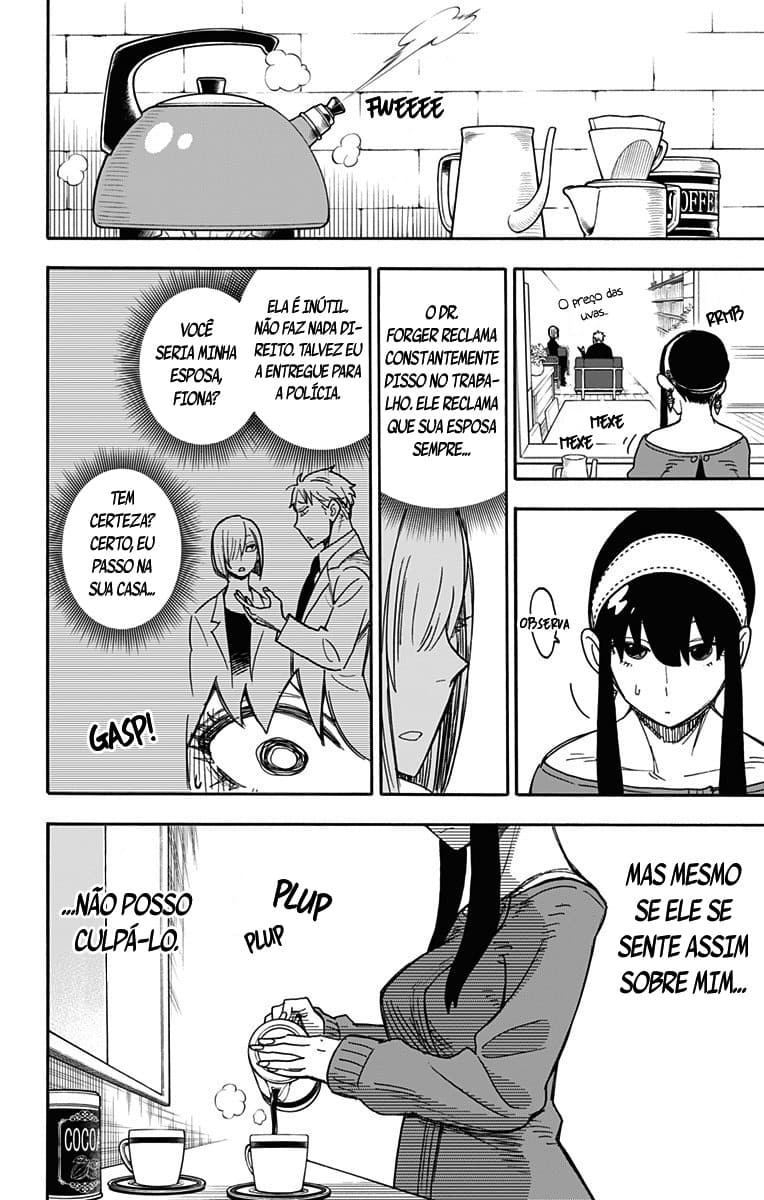 FWEEEE
COFFEE
O preço das
uvas.
RRMB
MEXE
MEXE
OBSERVA
O DR.
FORGER RECLAMA
CONSTANTEMENTE
DISSO NO TRABA-
LHO. ELE RECLAMA
QUE SUA ESPOSA
SEMPRE...
ELA É INÚTIL.
NÃO FAZ NADA DI-
REITO. TALVEZ EU
A ENTREGUE PARA
A POLÍCIA.
VOCÊ
SERIA MINHA
ESPOSA,
FIONA?
TEM
CERTEZA?
CERTO, EU
PASSO NA
SUA CASA...
GASP!
MAS MESMO
SE ELE SE
SENTE ASSIM
SOBRE MIM...
PLUP
PLUP
...NÃO POSSO
CULPÁ-LO.
COCOA